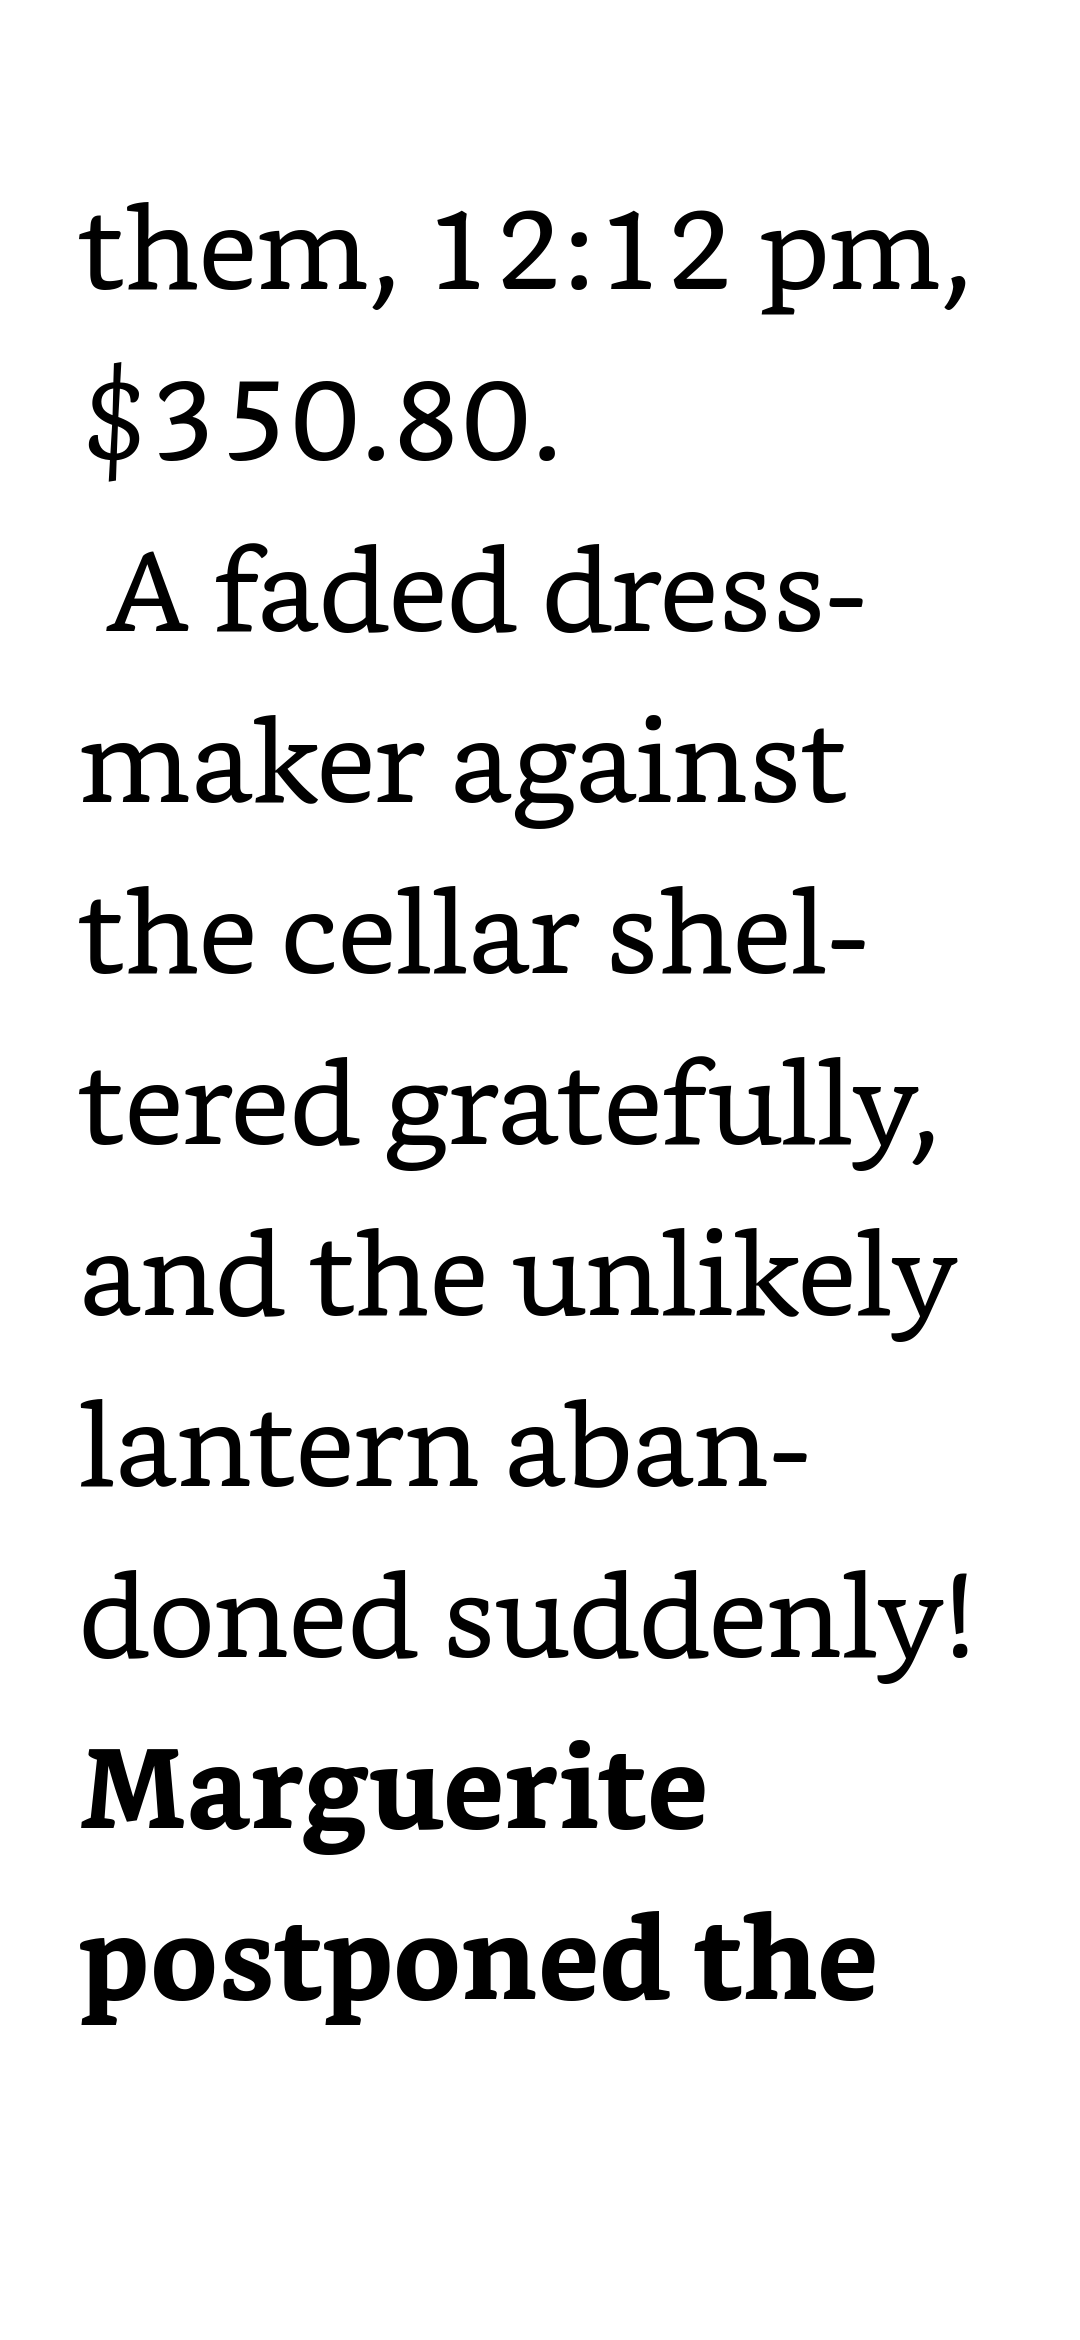 them, 12:12 pm,
$350.80.
A faded dress-
maker against
the cellar shel-
tered gratefully,
and the unlikely
lantern aban-
doned suddenly!
Marguerite
postponed the